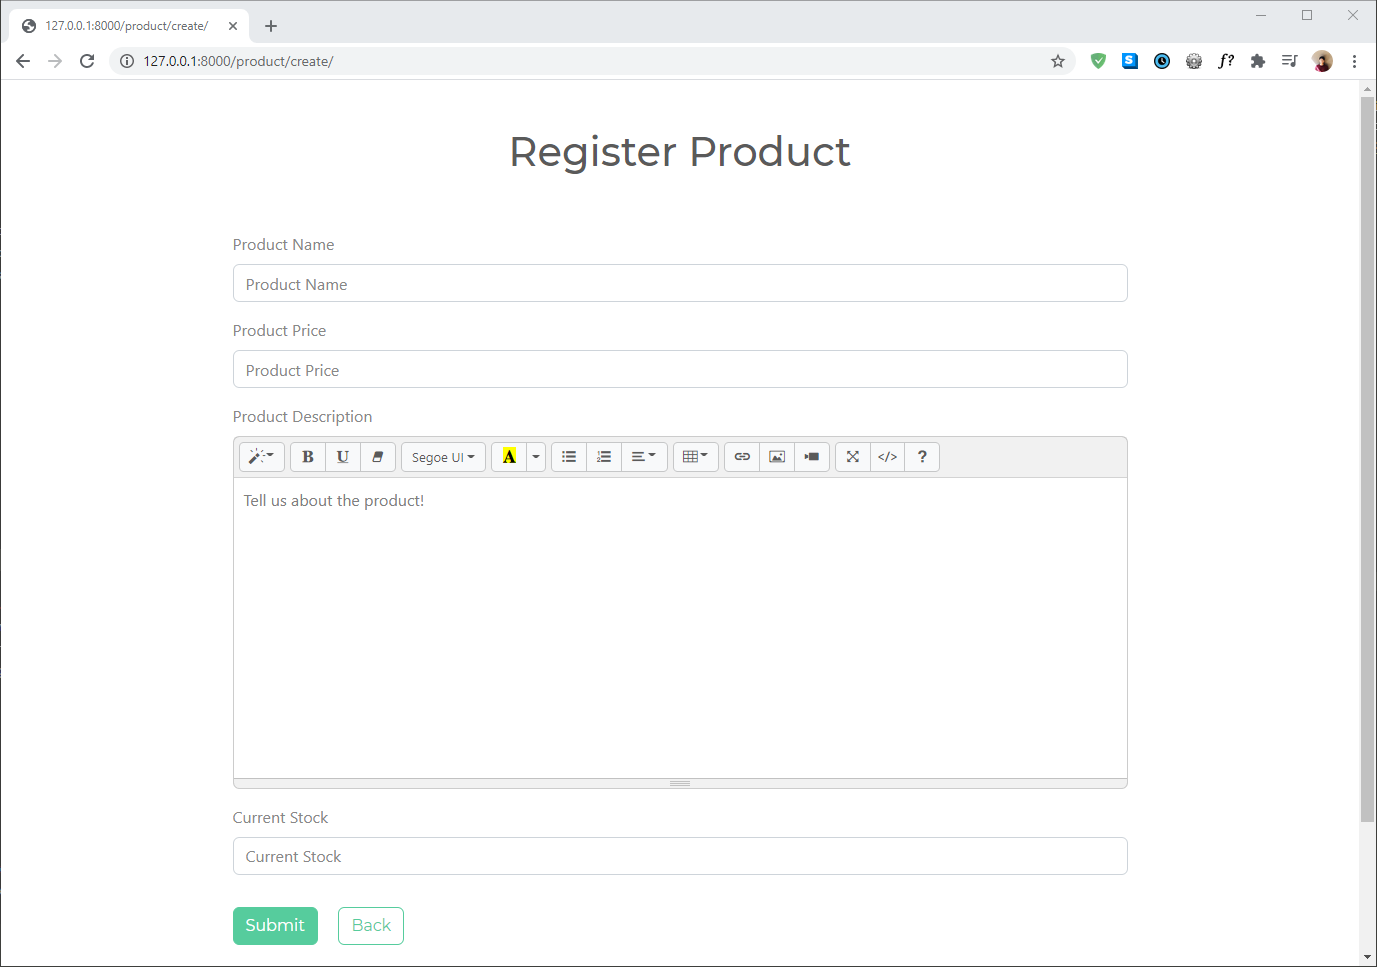 127.0.0.1:8000/product/create/
127.0.0.1:8000/product/create/
S
f?
Register Product
Product Name
Product Name
Product Price
Product Price
Product Description
B U Segoe UI A </> ?
Tell us about the product!
Current Stock
Current Stock
Submit Back